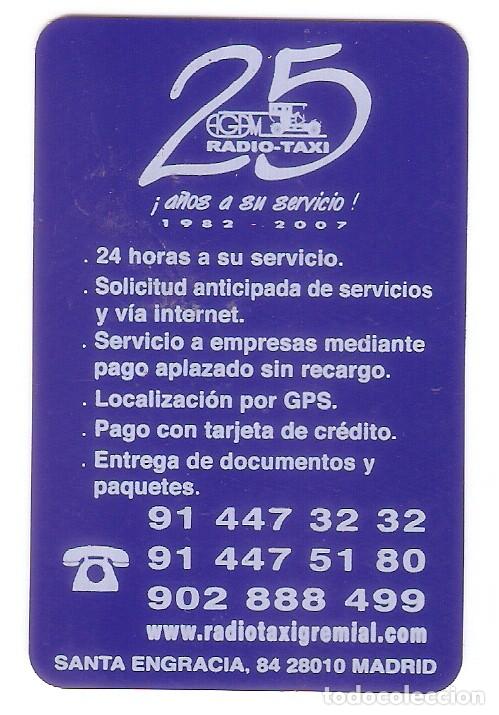 25
AGPM
RADIO-TAXI
¡ años a su servicio !
1982 - 2007
. 24 horas a su servicio.
. Solicitud anticipada de servicios
y vía internet.
. Servicio a empresas mediante
pago aplazado sin recargo.
. Localización por GPS.
. Pago con tarjeta de crédito.
. Entrega de documentos y
paquetes.
91 447 32 32
91 447 51 80
902 888 499
www.radiotaxigremial.com
SANTA ENGRACIA, 84 28010 MADRID
todocoleccion